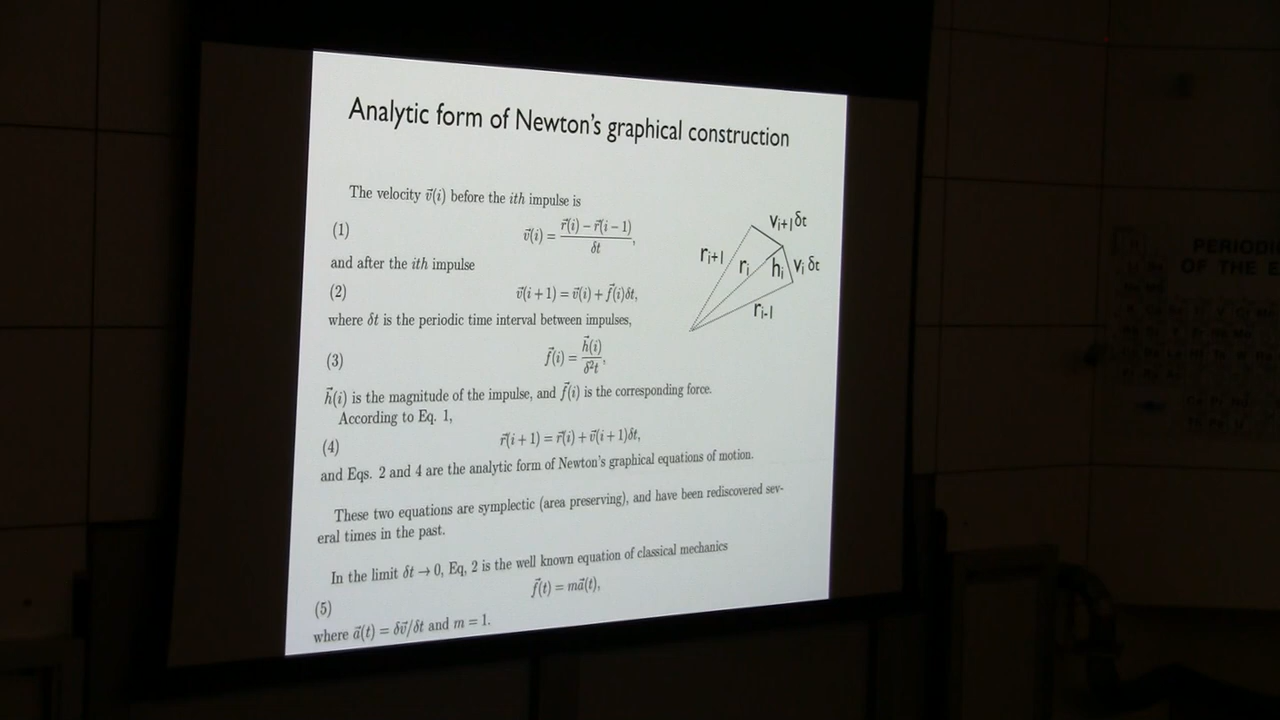 Analytic form of Newton's graphical construction
The velocity v⃗(i) before the ith impulse is
(1) v⃗(i) = (r⃗(i) − r⃗(i − 1)) / δt,
and after the ith impulse
(2) v⃗(i + 1) = v⃗(i) + f⃗(i)δt,
where δt is the periodic time interval between impulses,
(3) f⃗(i) = h⃗(i) / δ²t,
h⃗(i) is the magnitude of the impulse, and f⃗(i) is the corresponding force.
According to Eq. 1,
(4) r⃗(i + 1) = r⃗(i) + v⃗(i + 1)δt,
and Eqs. 2 and 4 are the analytic form of Newton's graphical equations of motion.
These two equations are symplectic (area preserving), and have been rediscovered sev-
eral times in the past.
In the limit δt → 0, Eq, 2 is the well known equation of classical mechanics
(5) f⃗(t) = ma⃗(t),
where a⃗(t) = δv⃗/δt and m = 1.
vᵢ₊₁δt
rᵢ₊₁
rᵢ
hᵢ
vᵢ δt
rᵢ₋₁
PERIODI
OF THE E